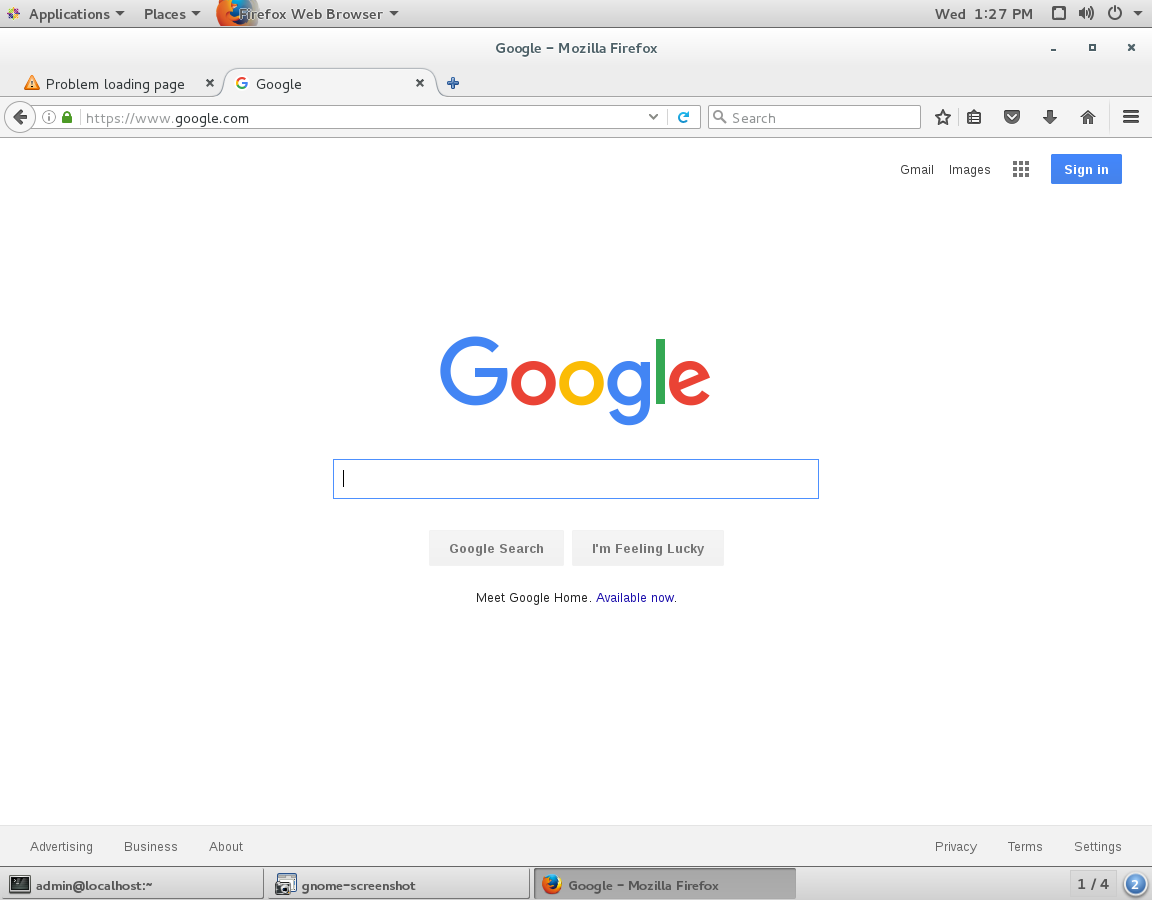 Applications Places Firefox Web Browser Wed 1:27 PM
Google - Mozilla Firefox
Problem loading page Google
https://www.google.com Search
Gmail Images Sign in
Google
Google Search I'm Feeling Lucky
Meet Google Home. Available now.
Advertising Business About Privacy Terms Settings
admin@localhost:~ gnome-screenshot Google - Mozilla Firefox 1 / 4 2